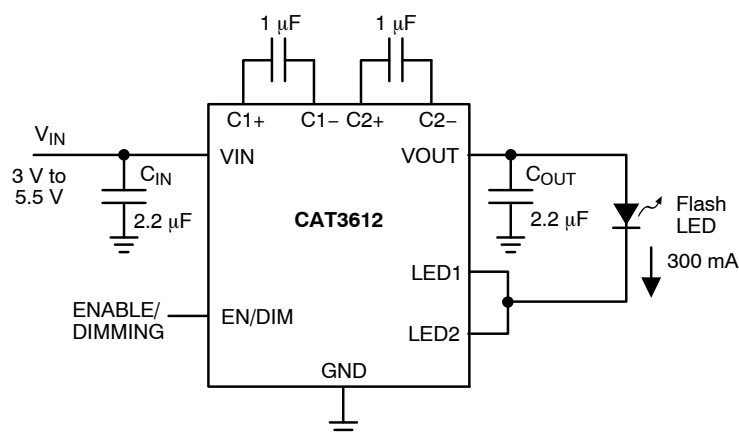 1 μF
1 μF
C1+
C1−
C2+
C2−
V_IN
VIN
VOUT
3 V to
5.5 V
C_IN
2.2 μF
CAT3612
C_OUT
2.2 μF
Flash
LED
300 mA
LED1
ENABLE/
DIMMING
EN/DIM
LED2
GND